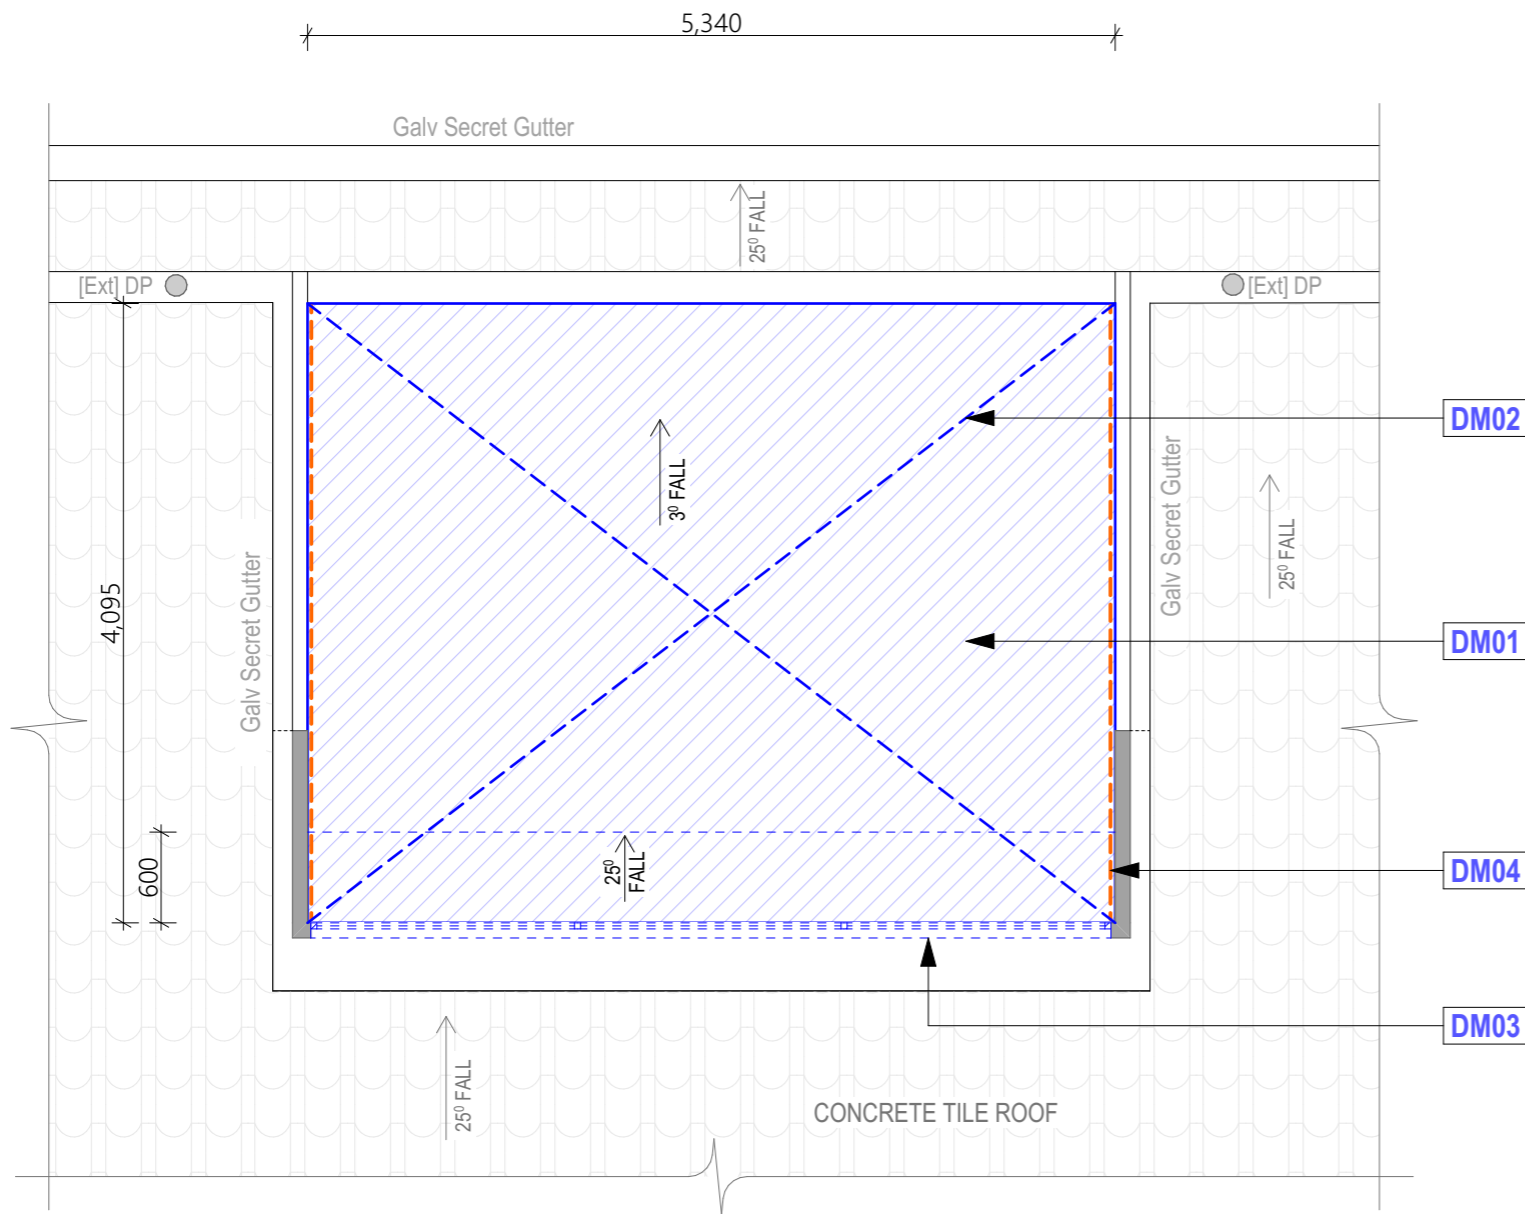 5,340
Galv Secret Gutter
25⁰ FALL
[Ext] DP
[Ext] DP
DM02
3⁰ FALL
Galv Secret Gutter
25⁰ FALL
Galv Secret Gutter
4,095
DM01
600
25⁰
FALL
DM04
DM03
25⁰ FALL
CONCRETE TILE ROOF